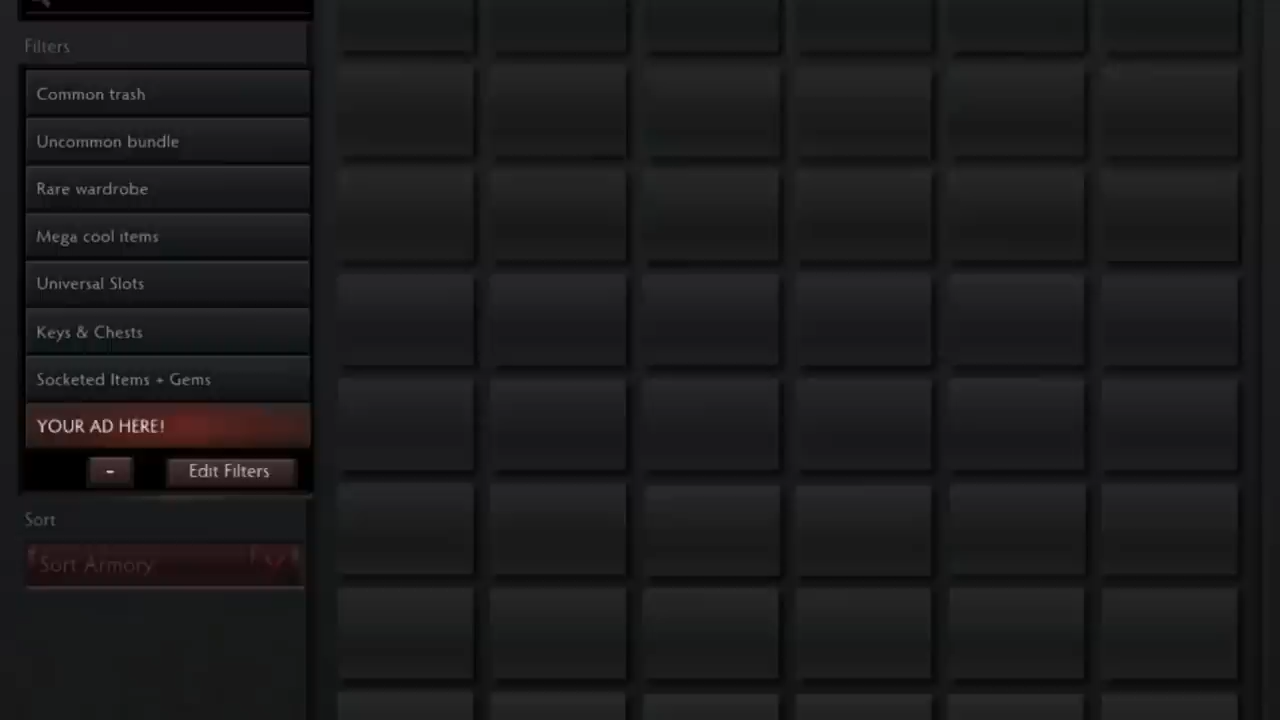 Filters
Common trash
Uncommon bundle
Rare wardrobe
Mega cool items
Universal Slots
Keys & Chests
Socketed Items + Gems
YOUR AD HERE!
-
Edit Filters
Sort
Sort Armory